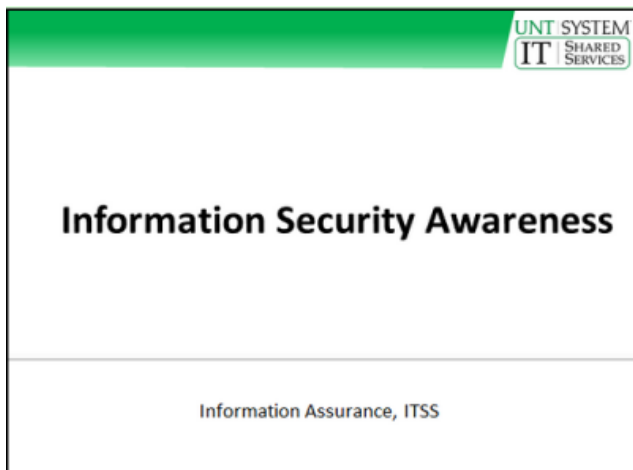 UNT SYSTEM
IT SHARED
SERVICES
Information Security Awareness
Information Assurance, ITSS